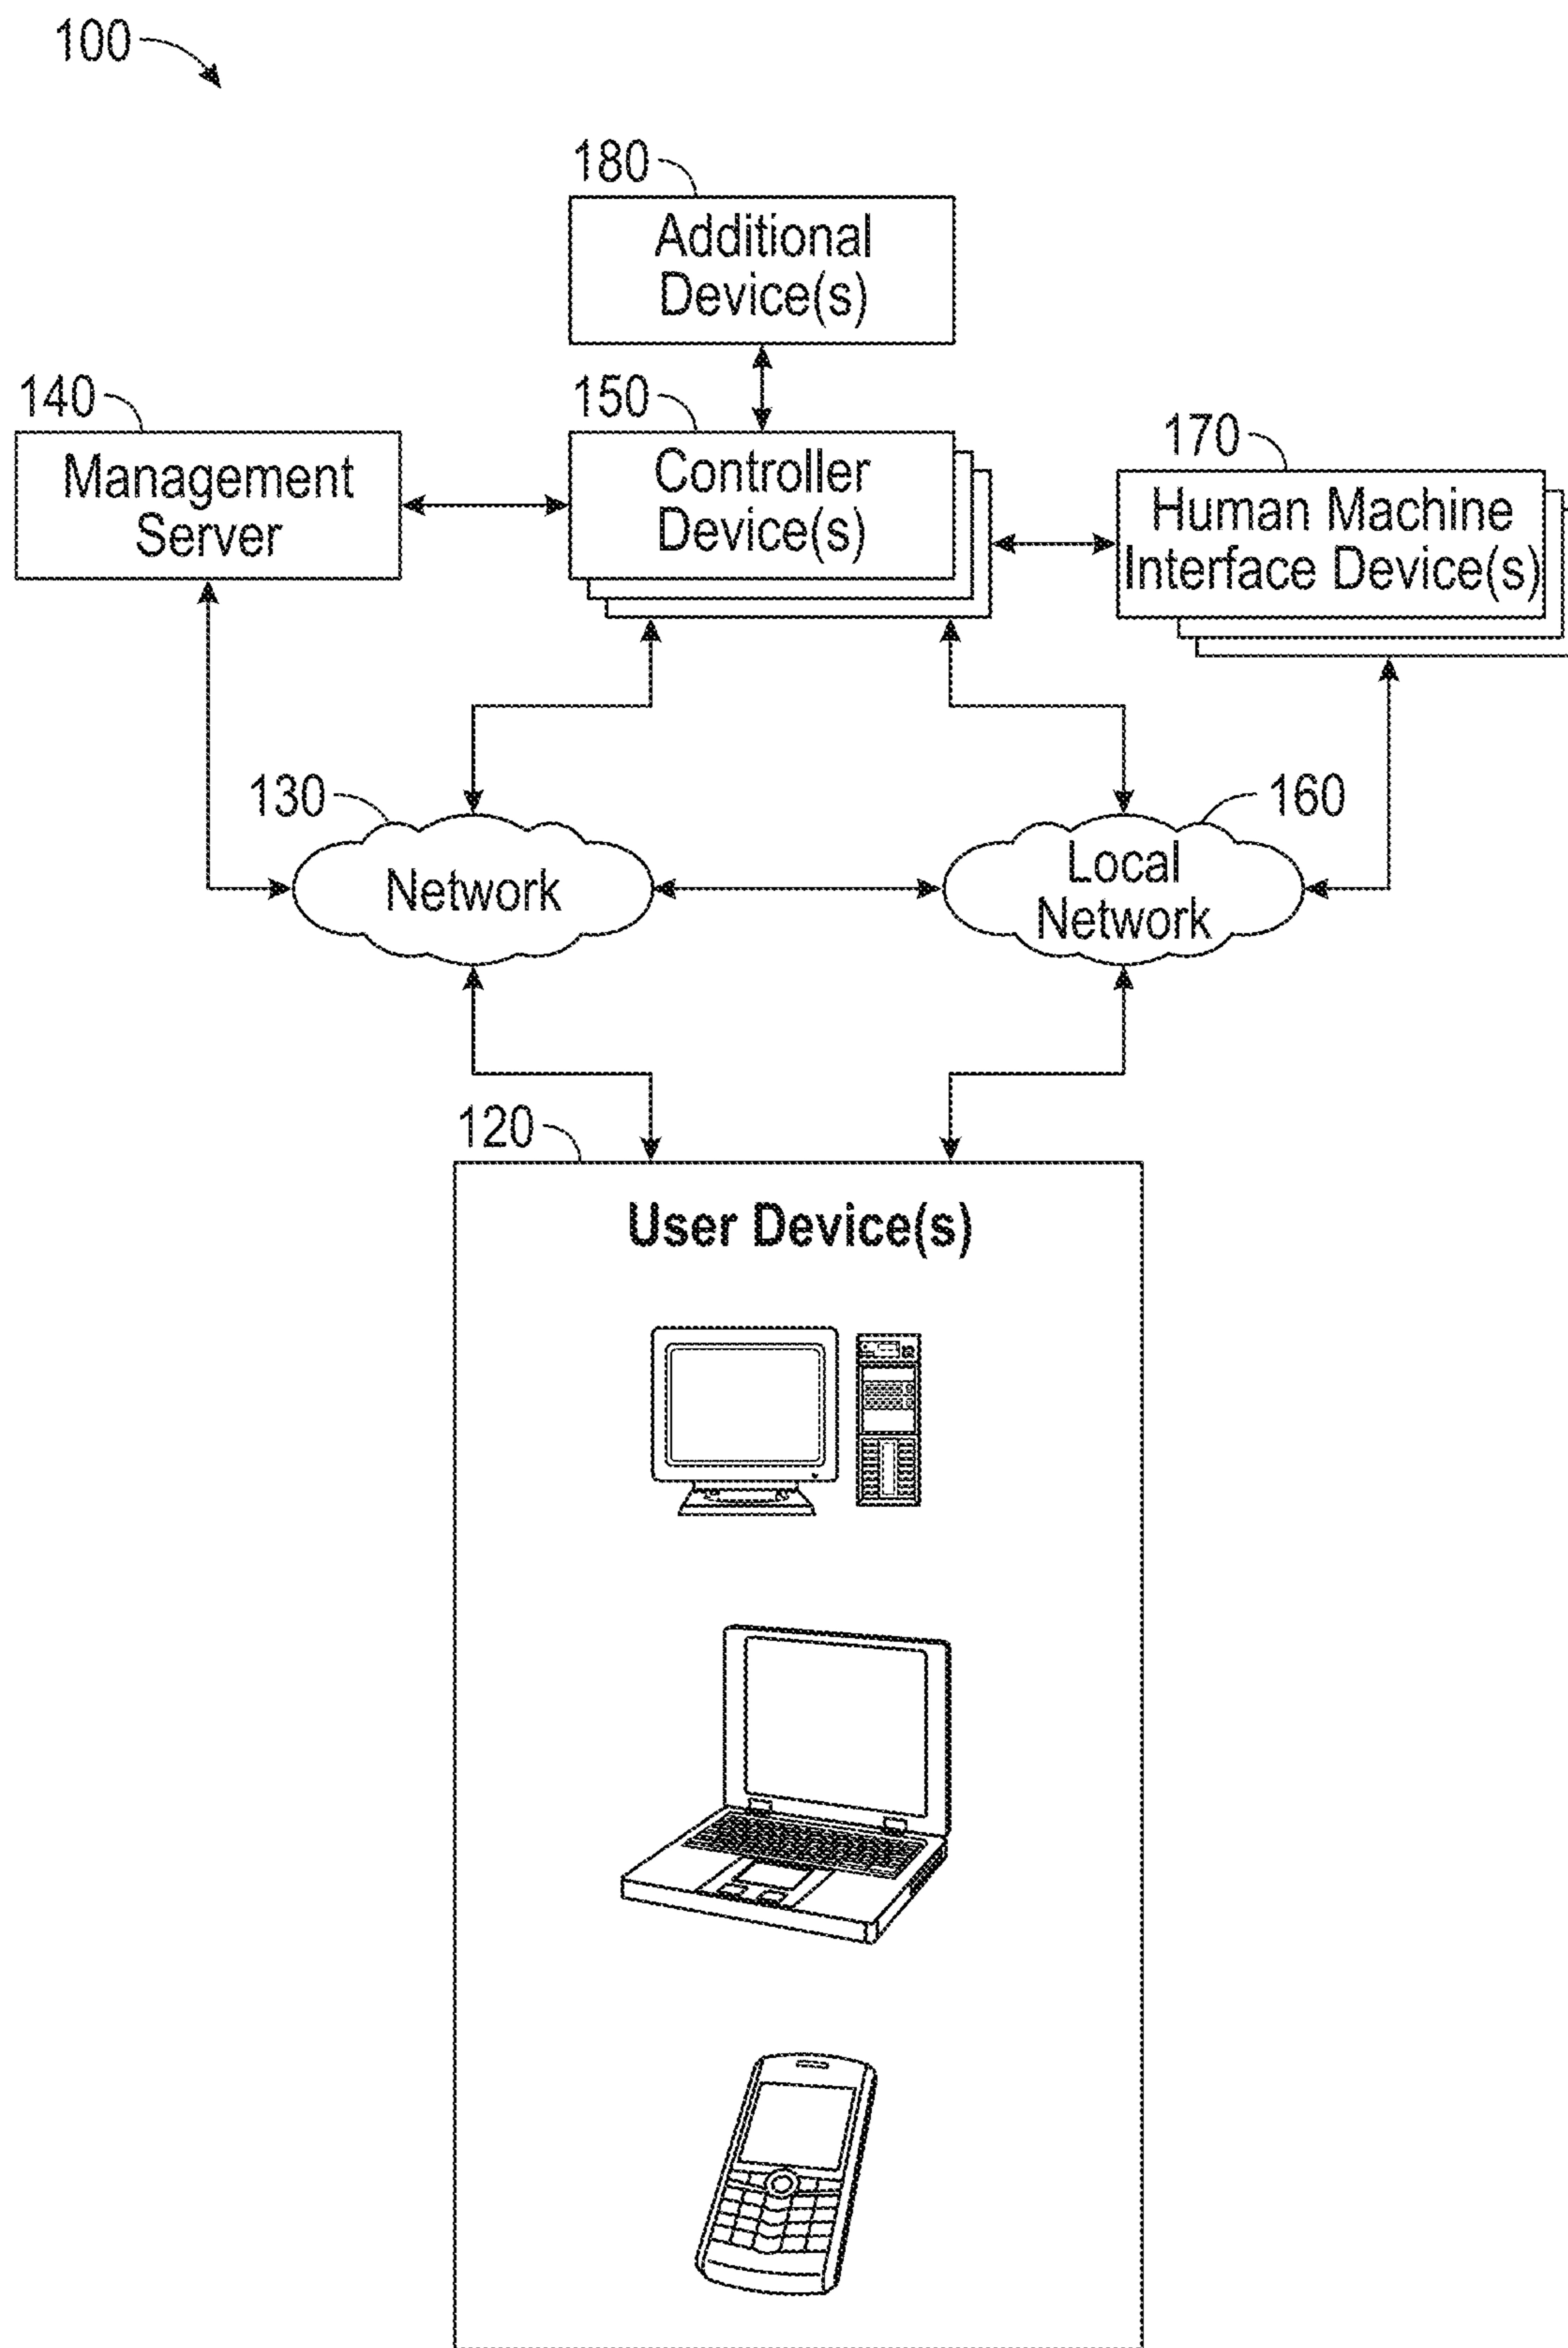 100
180
Additional
Device(s)
140
Management
Server
150
Controller
Device(s)
170
Human Machine
Interface Device(s)
130
Network
160
Local
Network
120
User Device(s)